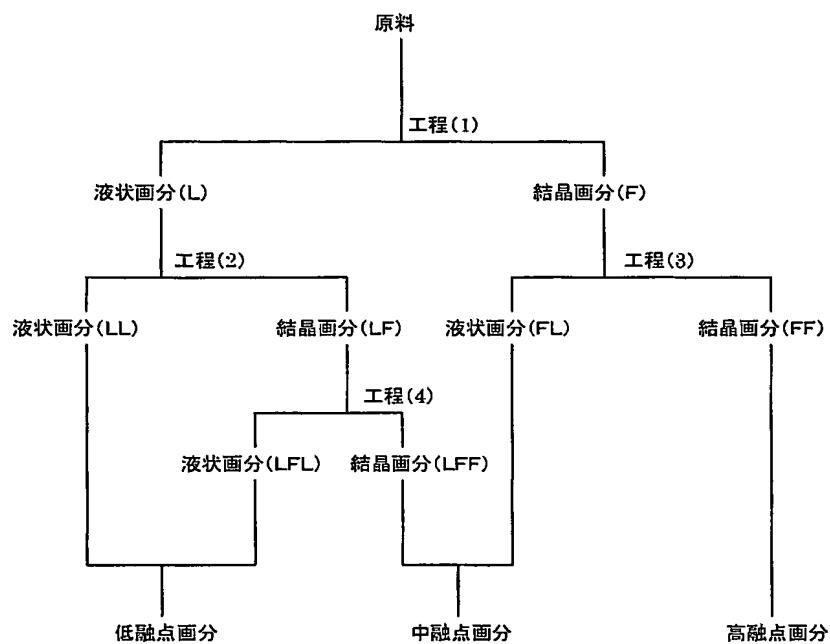 原料
工程(1)
液状画分(L)
結晶画分(F)
工程(2)
工程(3)
液状画分(LL)
結晶画分(LF)
液状画分(FL)
結晶画分(FF)
工程(4)
液状画分(LFL)
結晶画分(LFF)
低融点画分
中融点画分
高融点画分